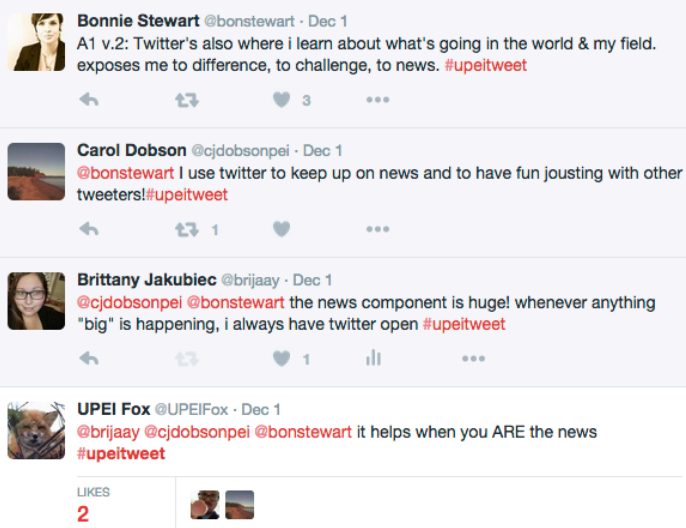 Bonnie Stewart @bonstewart · Dec 1
A1 v.2: Twitter's also where i learn about what's going in the world & my field.
exposes me to difference, to challenge, to news. #upeitweet
3
Carol Dobson @cjdobsonpei · Dec 1
@bonstewart I use twitter to keep up on news and to have fun jousting with other
tweeters!#upeitweet
1
Brittany Jakubiec @brijaay · Dec 1
@cjdobsonpei @bonstewart the news component is huge! whenever anything
"big" is happening, i always have twitter open #upeitweet
1
UPEI Fox @UPEIFox · Dec 1
@brijaay @cjdobsonpei @bonstewart it helps when you ARE the news
#upeitweet
LIKES
2